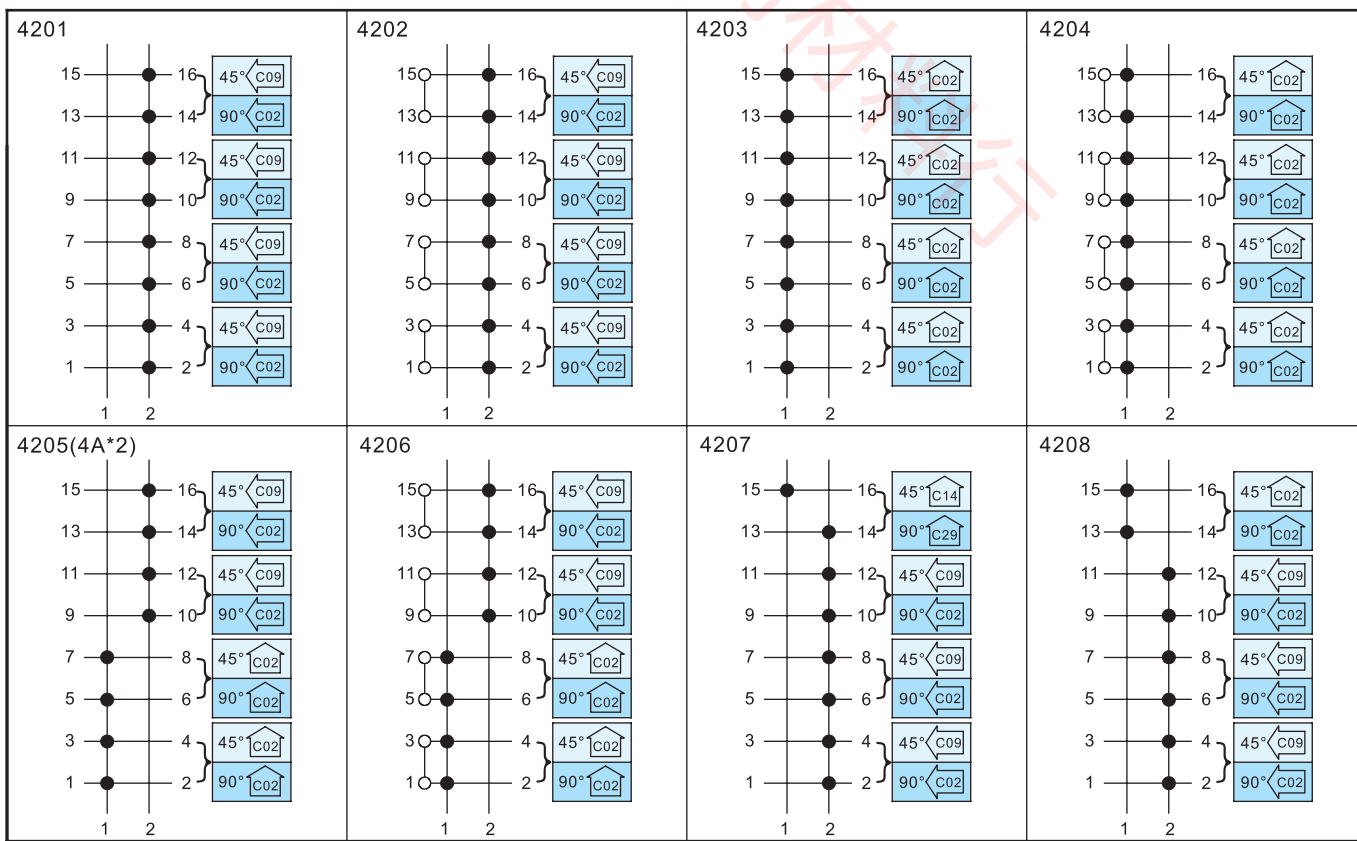 4201
15 16 45° C09
13 14 90° C02
11 12 45° C09
9 10 90° C02
7 8 45° C09
5 6 90° C02
3 4 45° C09
1 2 90° C02
1 2
4202
15 16 45° C09
13 14 90° C02
11 12 45° C09
9 10 90° C02
7 8 45° C09
5 6 90° C02
3 4 45° C09
1 2 90° C02
1 2
4203
15 16 45° C02
13 14 90° C02
11 12 45° C02
9 10 90° C02
7 8 45° C02
5 6 90° C02
3 4 45° C02
1 2 90° C02
1 2
4204
15 16 45° C02
13 14 90° C02
11 12 45° C02
9 10 90° C02
7 8 45° C02
5 6 90° C02
3 4 45° C02
1 2 90° C02
1 2
4205(4A*2)
15 16 45° C09
13 14 90° C02
11 12 45° C09
9 10 90° C02
7 8 45° C02
5 6 90° C02
3 4 45° C02
1 2 90° C02
1 2
4206
15 16 45° C09
13 14 90° C02
11 12 45° C09
9 10 90° C02
7 8 45° C02
5 6 90° C02
3 4 45° C02
1 2 90° C02
1 2
4207
15 16 45° C14
13 14 90° C29
11 12 45° C09
9 10 90° C02
7 8 45° C09
5 6 90° C02
3 4 45° C09
1 2 90° C02
1 2
4208
15 16 45° C02
13 14 90° C02
11 12 45° C09
9 10 90° C02
7 8 45° C09
5 6 90° C02
3 4 45° C09
1 2 90° C02
1 2
材料行